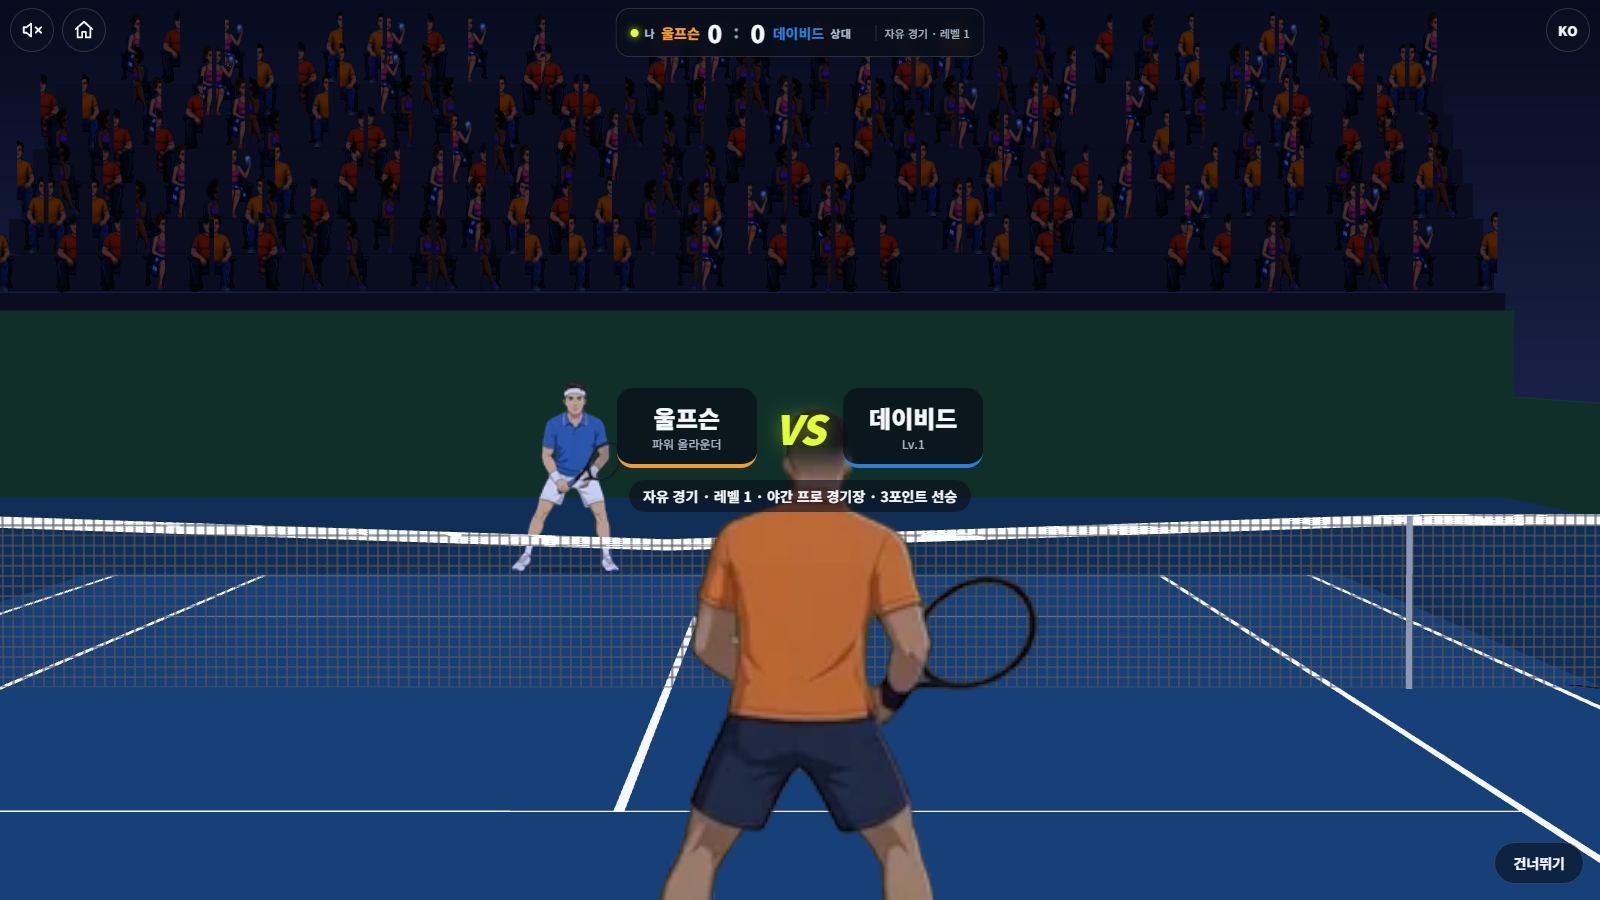 나 울프슨 0 : 0 데이비드 상대 자유 경기 · 레벨 1
KO
울프슨
파워 올라운더
VS
데이비드
Lv.1
자유 경기 · 레벨 1 · 야간 프로 경기장 · 3포인트 선승
건너뛰기